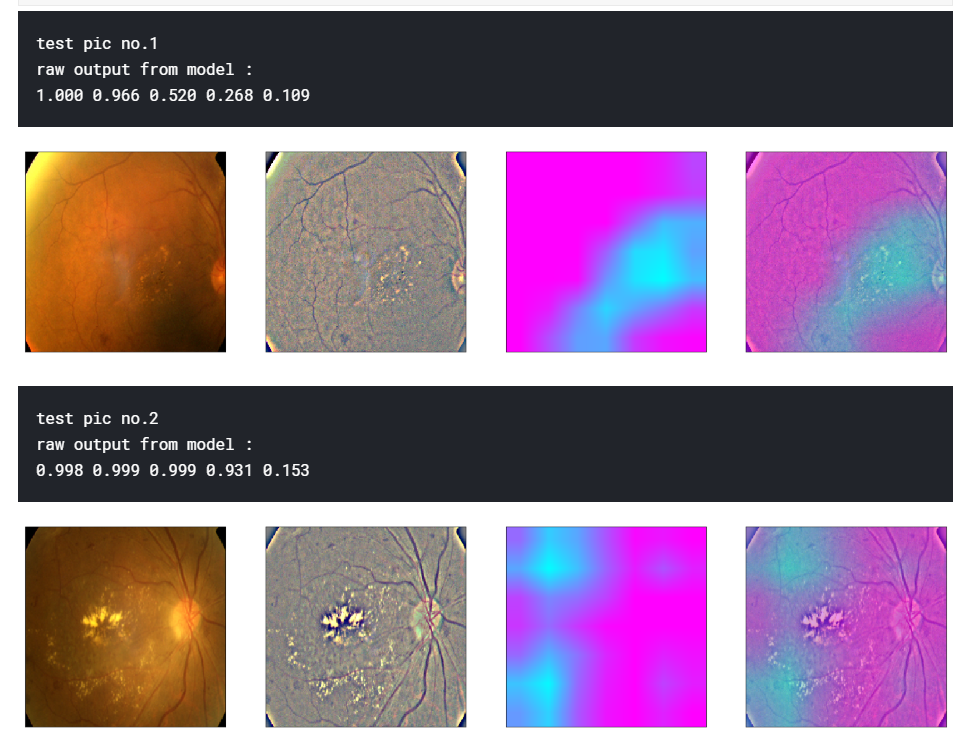 test pic no.1
raw output from model :
1.000 0.966 0.520 0.268 0.109
test pic no.2
raw output from model :
0.998 0.999 0.999 0.931 0.153